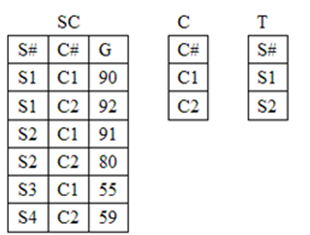 SC C T
S# C# G C# S#
S1 C1 90 C1 S1
S1 C2 92 C2 S2
S2 C1 91
S2 C2 80
S3 C1 55
S4 C2 59